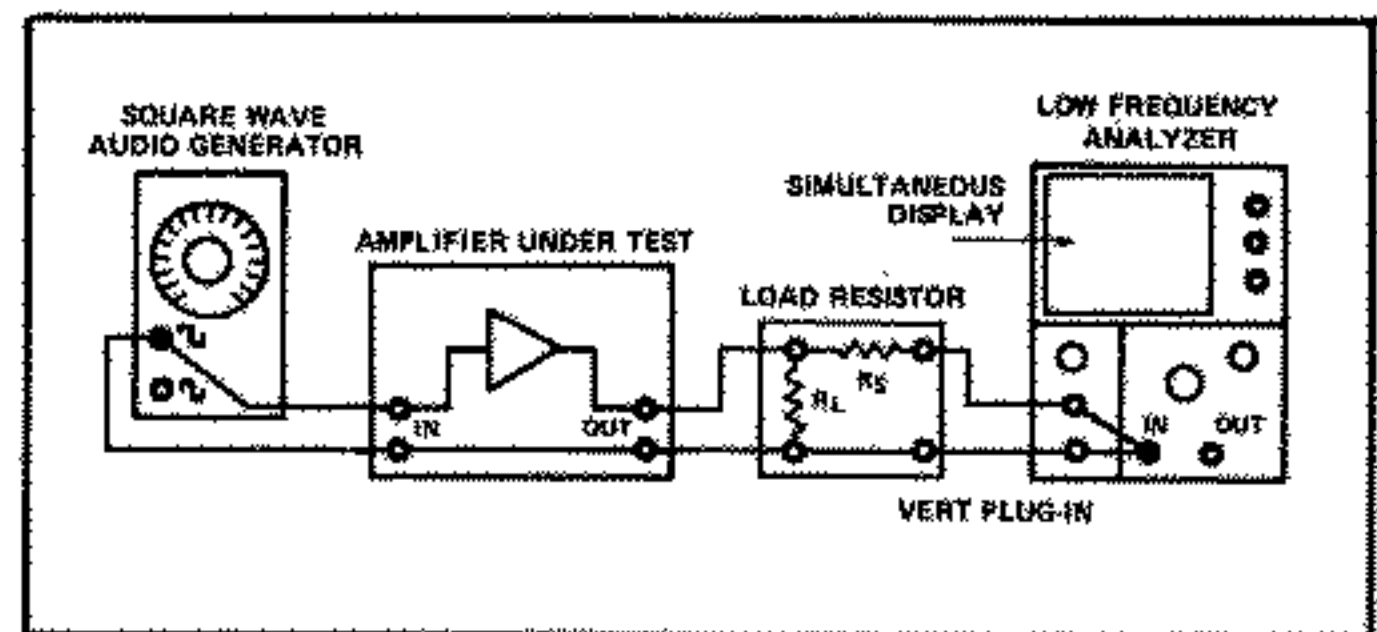 SQUARE WAVE
AUDIO GENERATOR
AMPLIFIER UNDER TEST
IN
OUT
LOAD RESISTOR
RS
RL
SIMULTANEOUS
DISPLAY
LOW FREQUENCY
ANALYZER
IN
OUT
VERT PLUG-IN